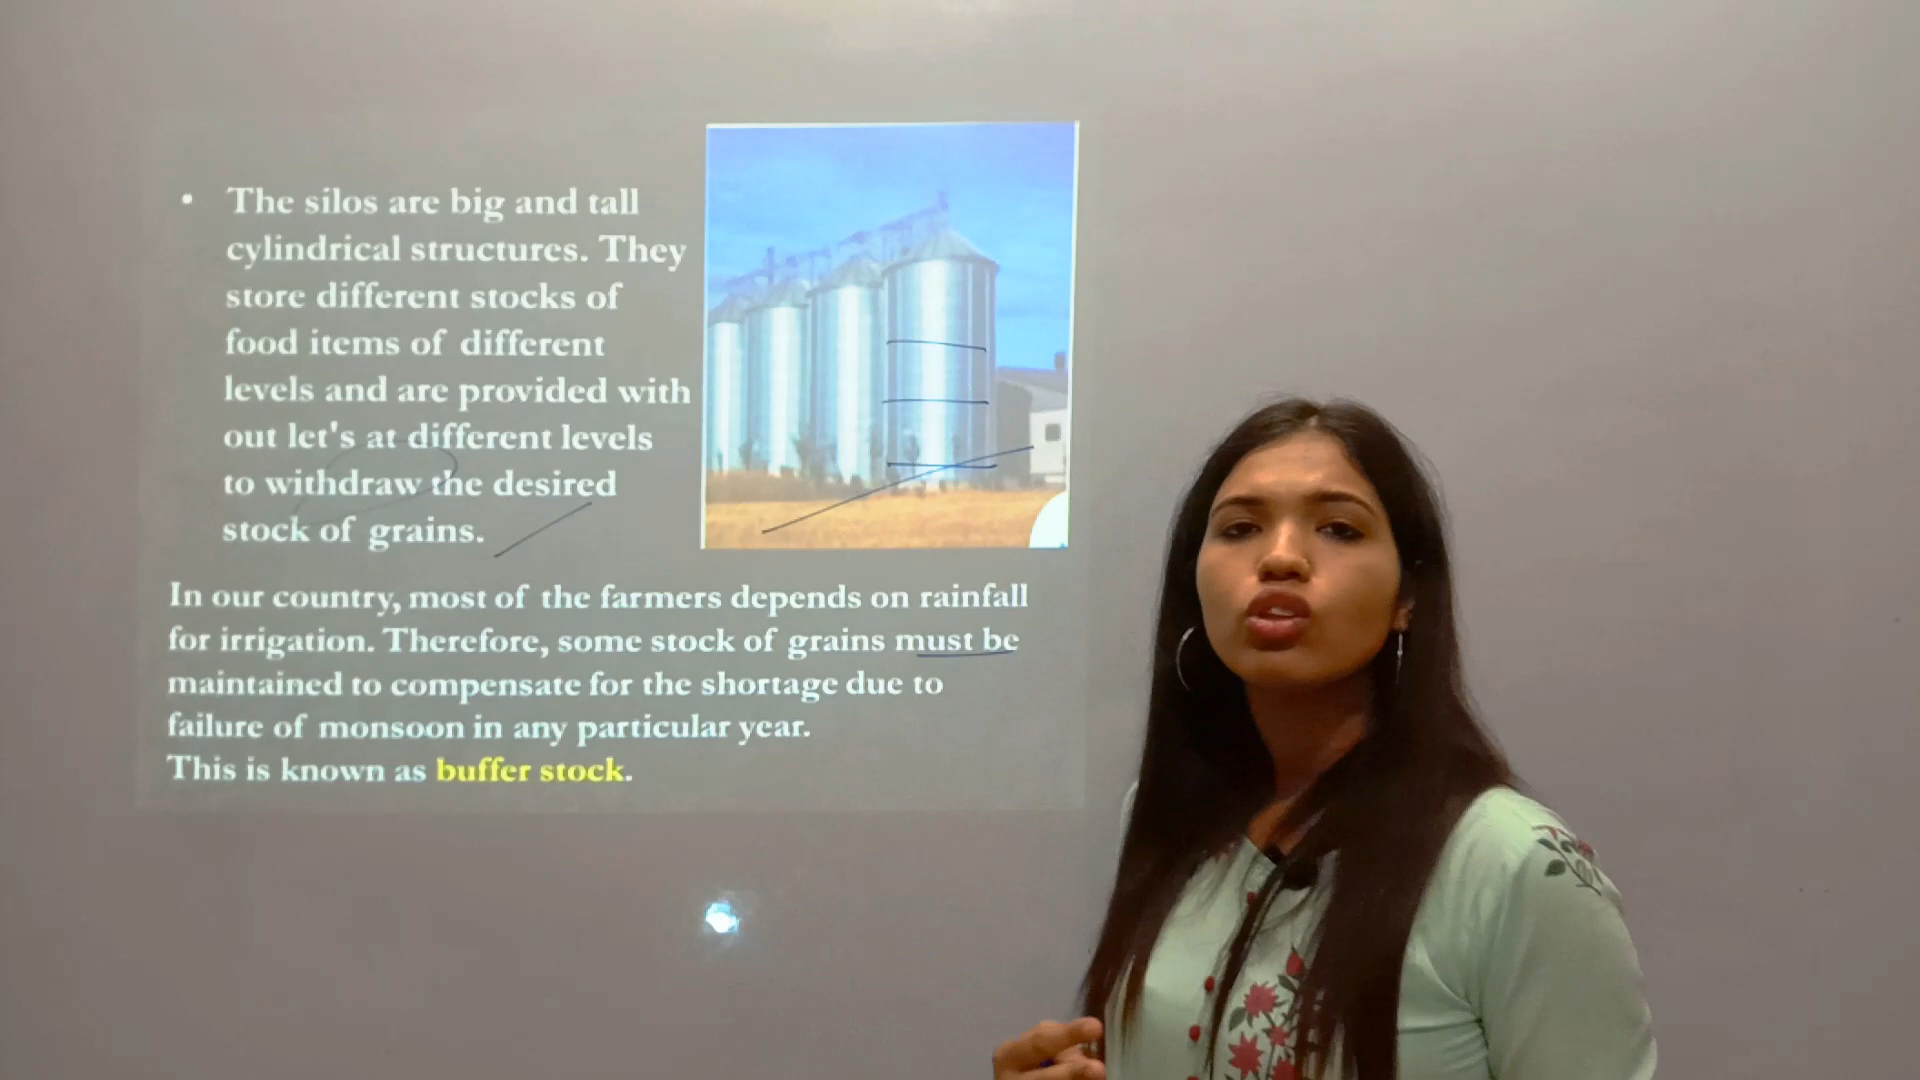 • The silos are big and tall
cylindrical structures. They
store different stocks of
food items of different
levels and are provided with
out let's at different levels
to withdraw the desired
stock of grains.
In our country, most of the farmers depends on rainfall
for irrigation. Therefore, some stock of grains must be
maintained to compensate for the shortage due to
failure of monsoon in any particular year.
This is known as buffer stock.